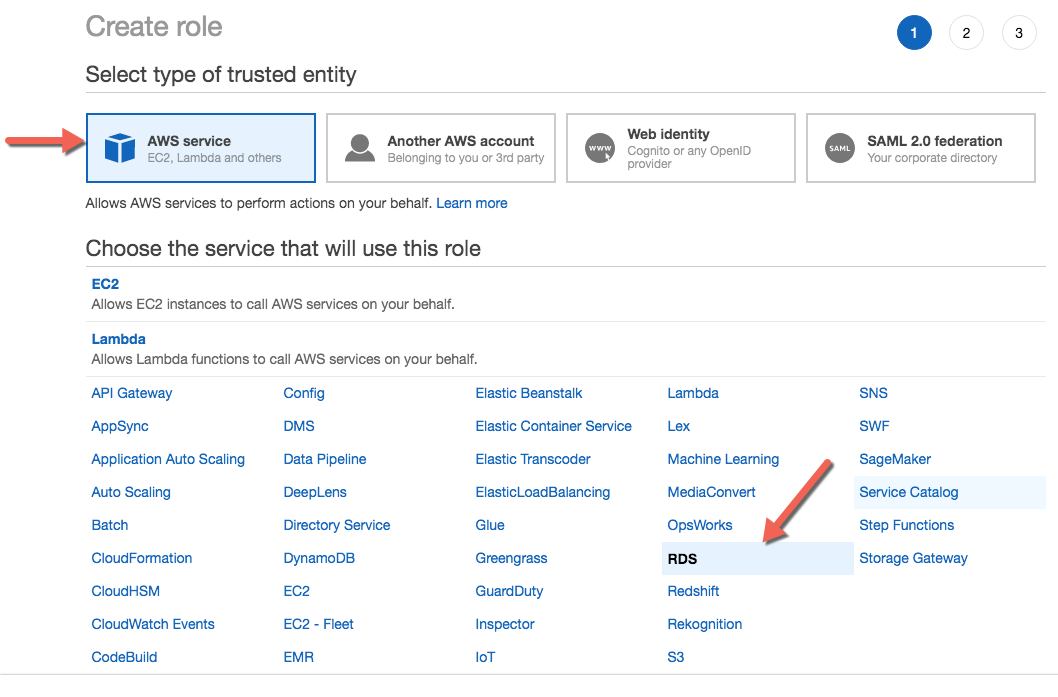 Create role
1 2 3
Select type of trusted entity
AWS service
EC2, Lambda and others
Another AWS account
Belonging to you or 3rd party
www
Web identity
Cognito or any OpenID
provider
SAML
SAML 2.0 federation
Your corporate directory
Allows AWS services to perform actions on your behalf. Learn more
Choose the service that will use this role
EC2
Allows EC2 instances to call AWS services on your behalf.
Lambda
Allows Lambda functions to call AWS services on your behalf.
API Gateway Config Elastic Beanstalk Lambda SNS
AppSync DMS Elastic Container Service Lex SWF
Application Auto Scaling Data Pipeline Elastic Transcoder Machine Learning SageMaker
Auto Scaling DeepLens ElasticLoadBalancing MediaConvert Service Catalog
Batch Directory Service Glue OpsWorks Step Functions
CloudFormation DynamoDB Greengrass RDS Storage Gateway
CloudHSM EC2 GuardDuty Redshift
CloudWatch Events EC2 - Fleet Inspector Rekognition
CodeBuild EMR IoT S3